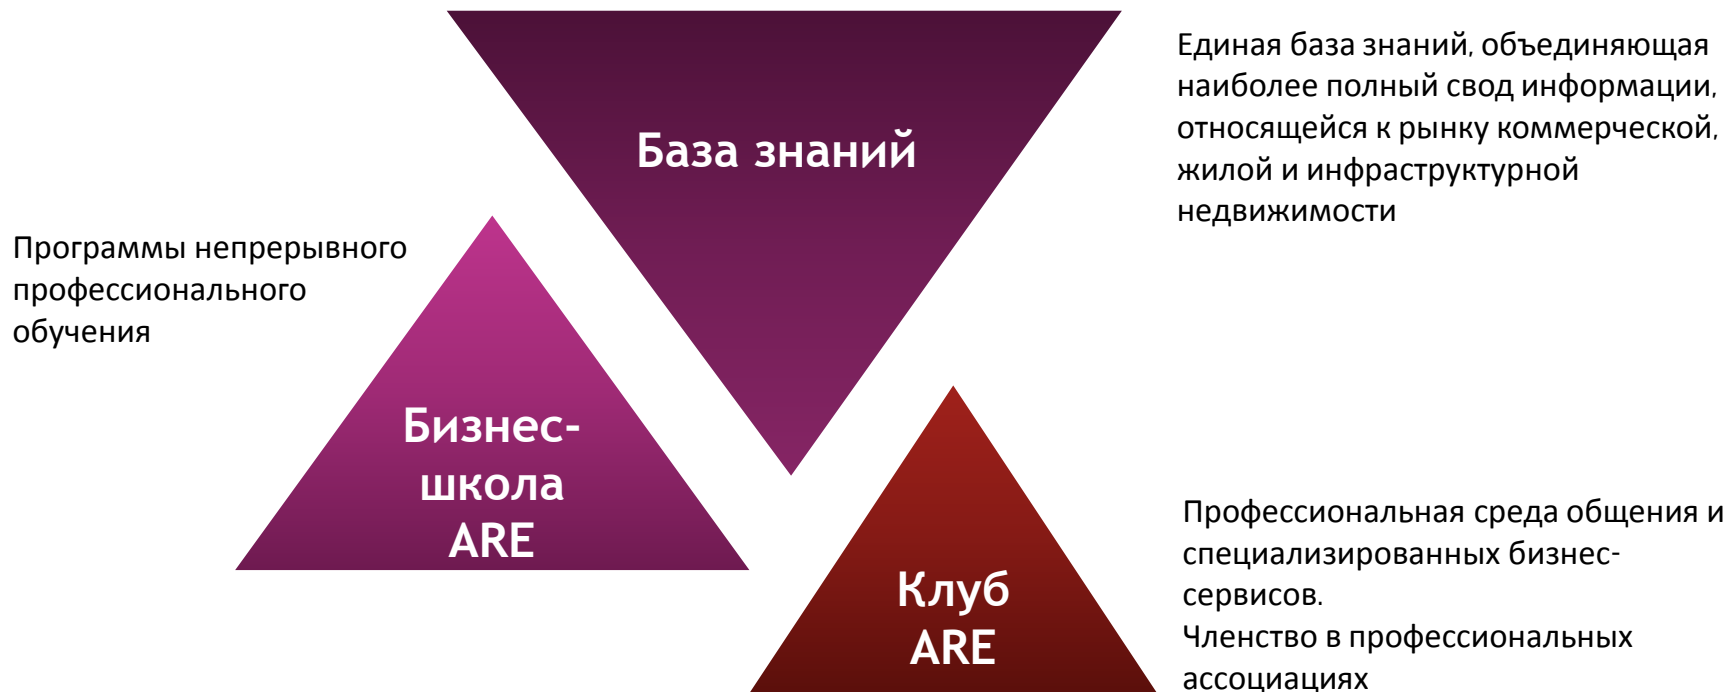 База знаний
Единая база знаний, объединяющая
наиболее полный свод информации,
относящейся к рынку коммерческой,
жилой и инфраструктурной
недвижимости
Программы непрерывного
профессионального
обучения
Бизнес-
школа
ARE
Клуб
ARE
Профессиональная среда общения и
специализированных бизнес-
сервисов.
Членство в профессиональных
ассоциациях